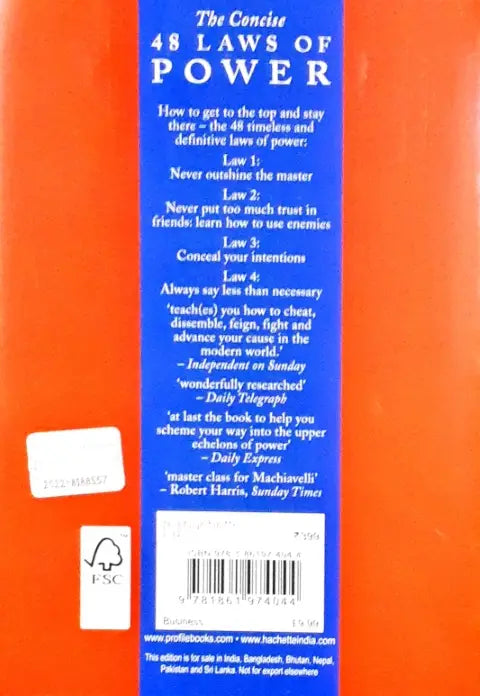 The Concise
48 LAWS OF
POWER
How to get to the top and stay
there – the 48 timeless and
definitive laws of power:
Law 1:
Never outshine the master
Law 2:
Never put too much trust in
friends: learn how to use enemies
Law 3:
Conceal your intentions
Law 4:
Always say less than necessary
'teach(es) you how to cheat,
dissemble, feign, fight and
advance your cause in the
modern world.'
– Independent on Sunday
'wonderfully researched'
– Daily Telegraph
'at last the book to help you
scheme your way into the upper
echelons of power'
– Daily Express
'master class for Machiavelli'
– Robert Harris, Sunday Times
FSC
₹399
ISBN 978 1 86197 404 4
9 781861 974044
Business
£9.99
www.profilebooks.com • www.hachetteindia.com
This edition is for sale in India, Bangladesh, Bhutan, Nepal,
Pakistan and Sri Lanka. Not for export elsewhere